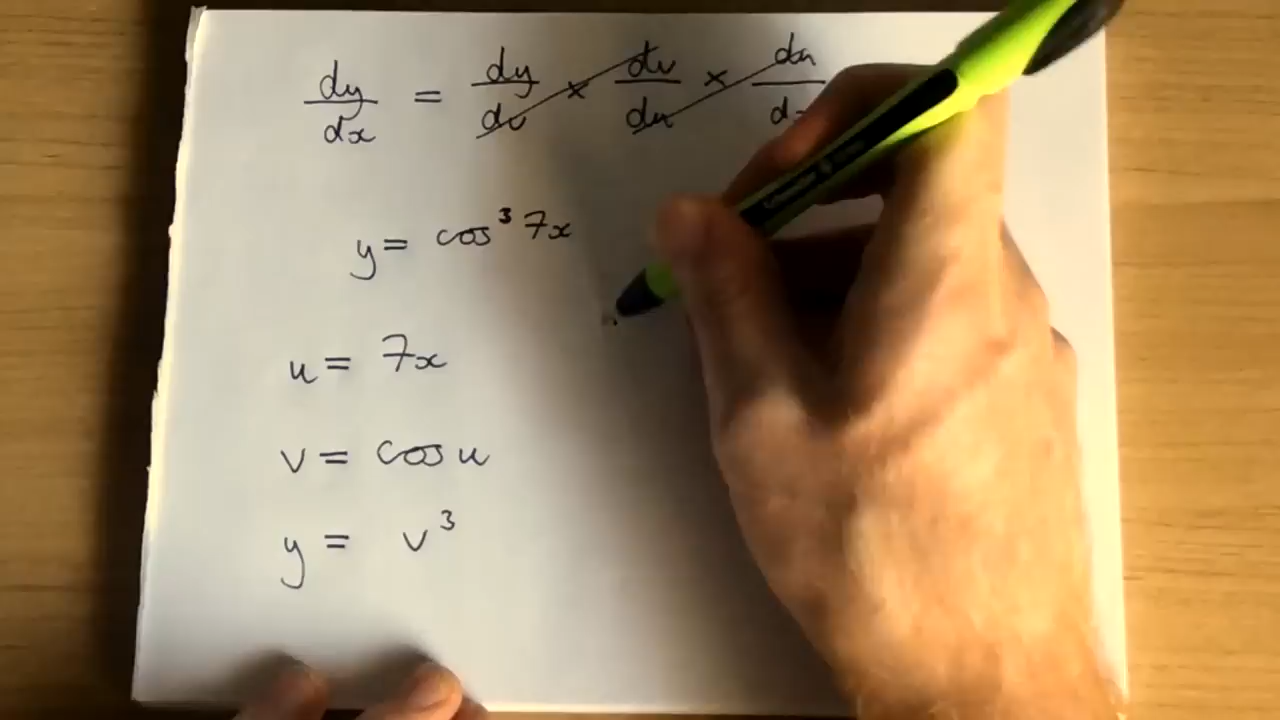 dy/dx = dy/dv × dv/du × du/d
y = cos³ 7x
u = 7x
v = cos u
y = v³